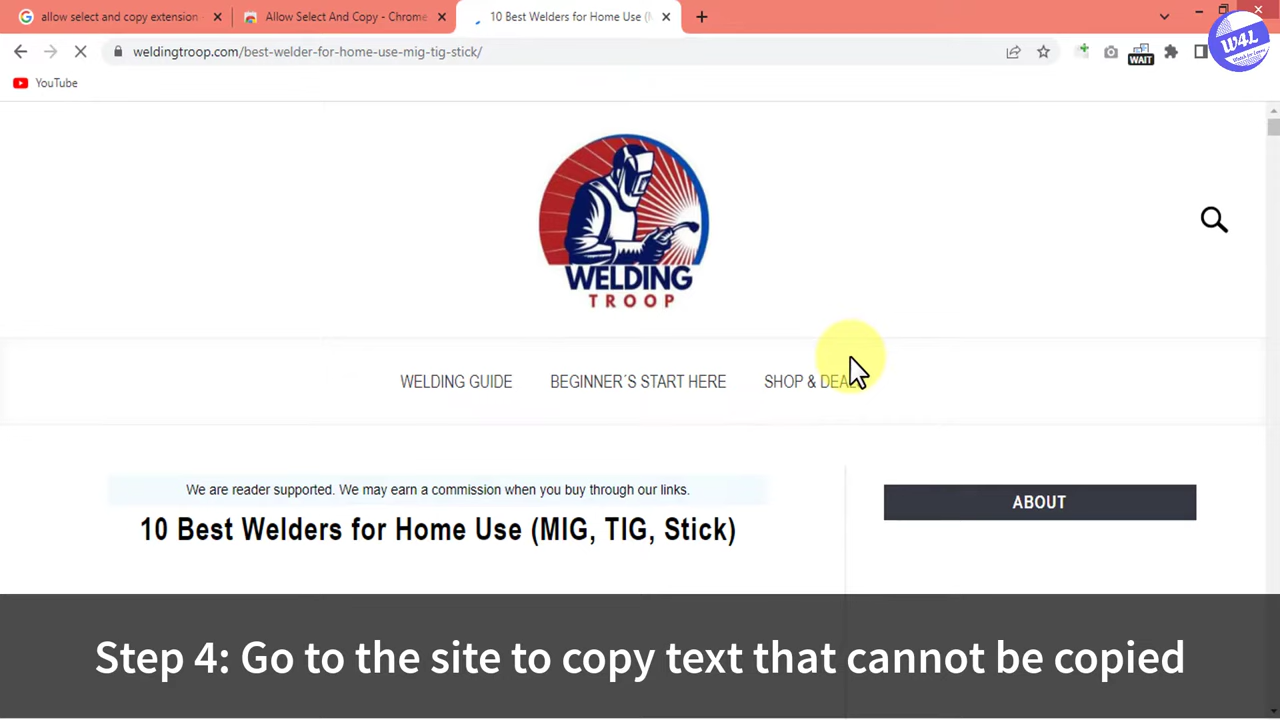 allow select and copy extension
Allow Select And Copy - Chrome
10 Best Welders for Home Use (M
weldingtroop.com/best-welder-for-home-use-mig-tig-stick/
WAIT
W4L
YouTube
WELDING
TROOP
WELDING GUIDE
BEGINNER´S START HERE
SHOP & DEAL
We are reader supported. We may earn a commission when you buy through our links.
ABOUT
10 Best Welders for Home Use (MIG, TIG, Stick)
Step 4: Go to the site to copy text that cannot be copied